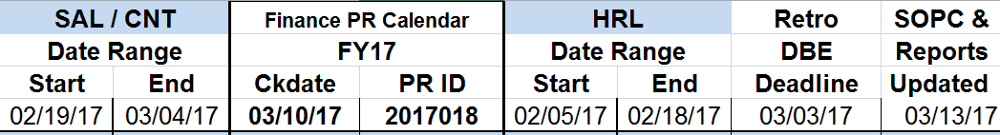 SAL / CNT Finance PR Calendar HRL Retro SOPC &
Date Range FY17 Date Range DBE Reports
Start End Ckdate PR ID Start End Deadline Updated
02/19/17 03/04/17 03/10/17 2017018 02/05/17 02/18/17 03/03/17 03/13/17